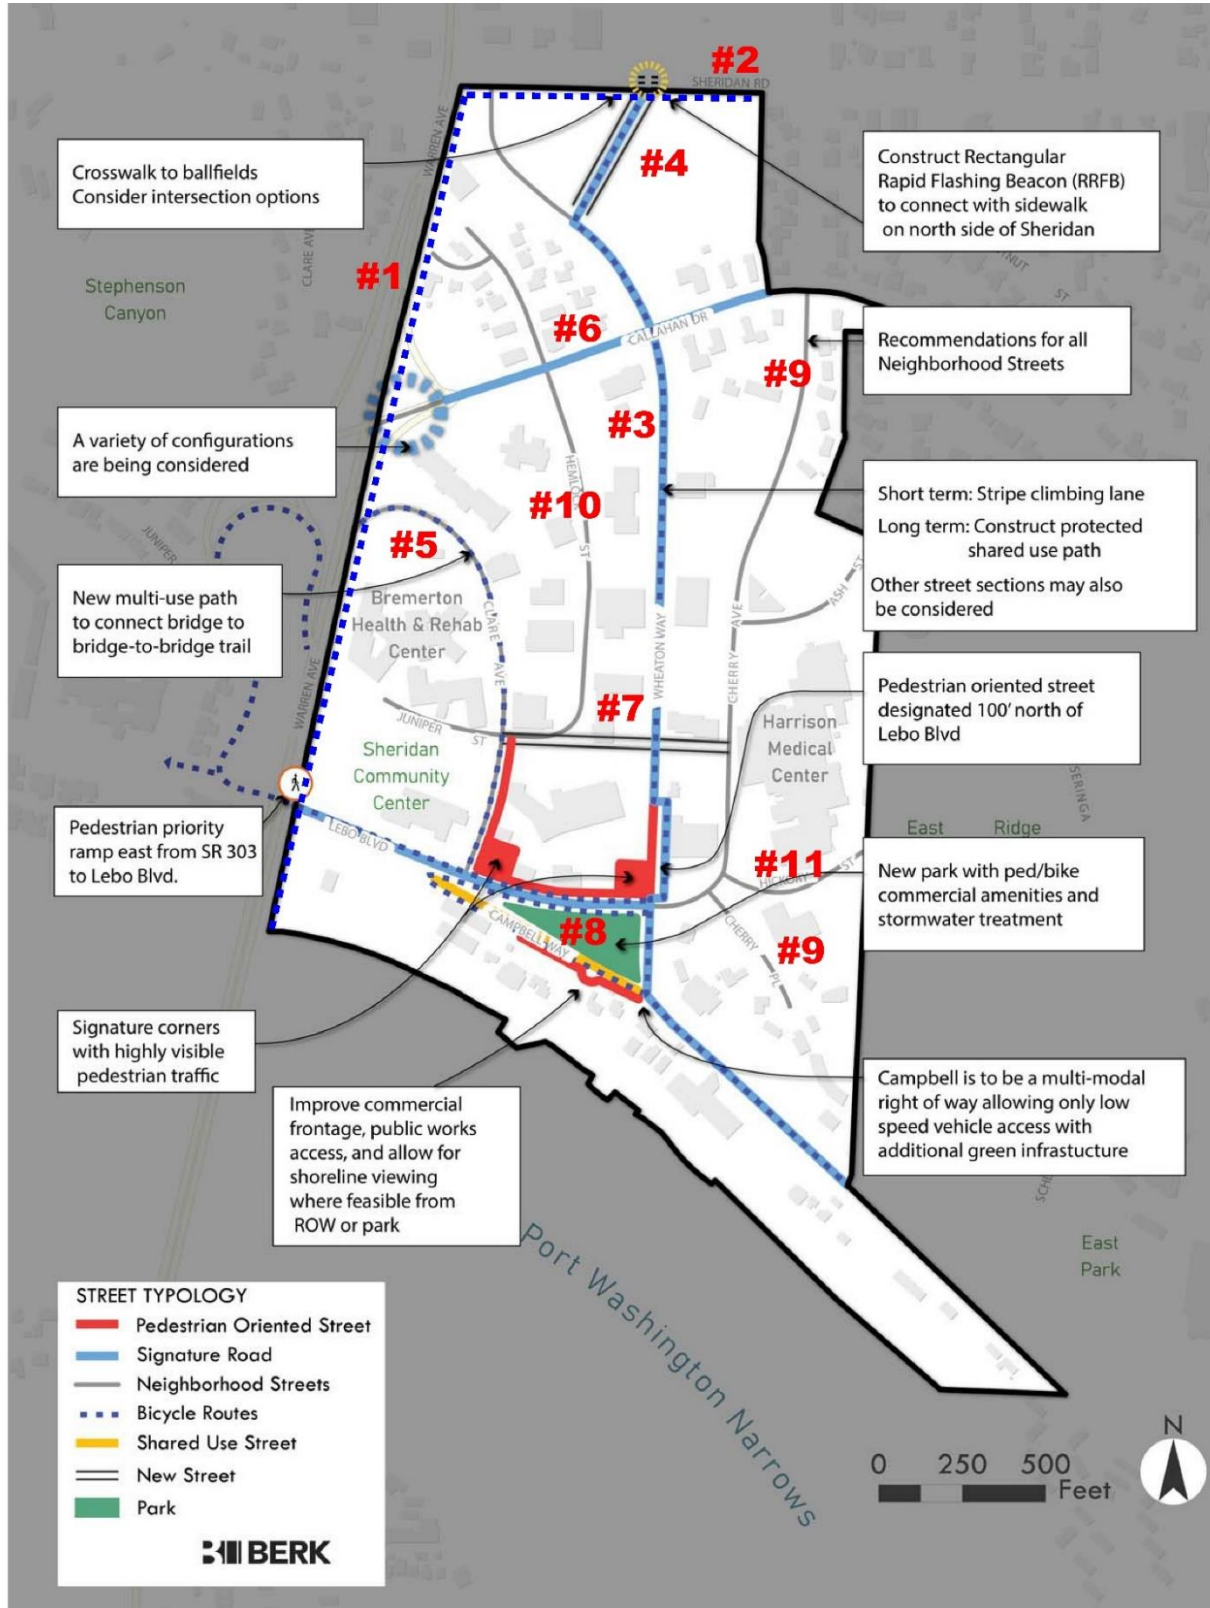 #2
SHERIDAN RD
WARREN AVE
Crosswalk to ballfields
Consider intersection options
#4
Construct Rectangular
Rapid Flashing Beacon (RRFB)
to connect with sidewalk
on north side of Sheridan
CLARE AVE
#1
Stephenson
Canyon
ST
#6
CALLAHAN DR
#9
Recommendations for all
Neighborhood Streets
#3
A variety of configurations
are being considered
HEMLOCK
ST
#10
Short term: Stripe climbing lane
Long term: Construct protected
shared use path
Other street sections may also
be considered
JUNIPER
#5
New multi-use path
to connect bridge to
bridge-to-bridge trail
Bremerton
Health & Rehab
Center
CLARE AVE
WHEATON WAY
CHERRY AVE
ASH ST
WARREN AVE
#7
JUNIPER ST
Sheridan
Community
Center
Harrison
Medical
Center
Pedestrian oriented street
designated 100' north of
Lebo Blvd
SERINGA
Pedestrian priority
ramp east from SR 303
to Lebo Blvd.
LEBO BLVD
East Ridge
#11
HICKORY ST
New park with ped/bike
commercial amenities and
stormwater treatment
CAMPBELL WAY
#8
CHERRY PL
#9
Signature corners
with highly visible
pedestrian traffic
Improve commercial
frontage, public works
access, and allow for
shoreline viewing
where feasible from
ROW or park
Campbell is to be a multi-modal
right of way allowing only low
speed vehicle access with
additional green infrastucture
East
Park
Port Washington Narrows
STREET TYPOLOGY
Pedestrian Oriented Street
Signature Road
Neighborhood Streets
Bicycle Routes
Shared Use Street
New Street
Park
BERK
N
0 250 500
Feet